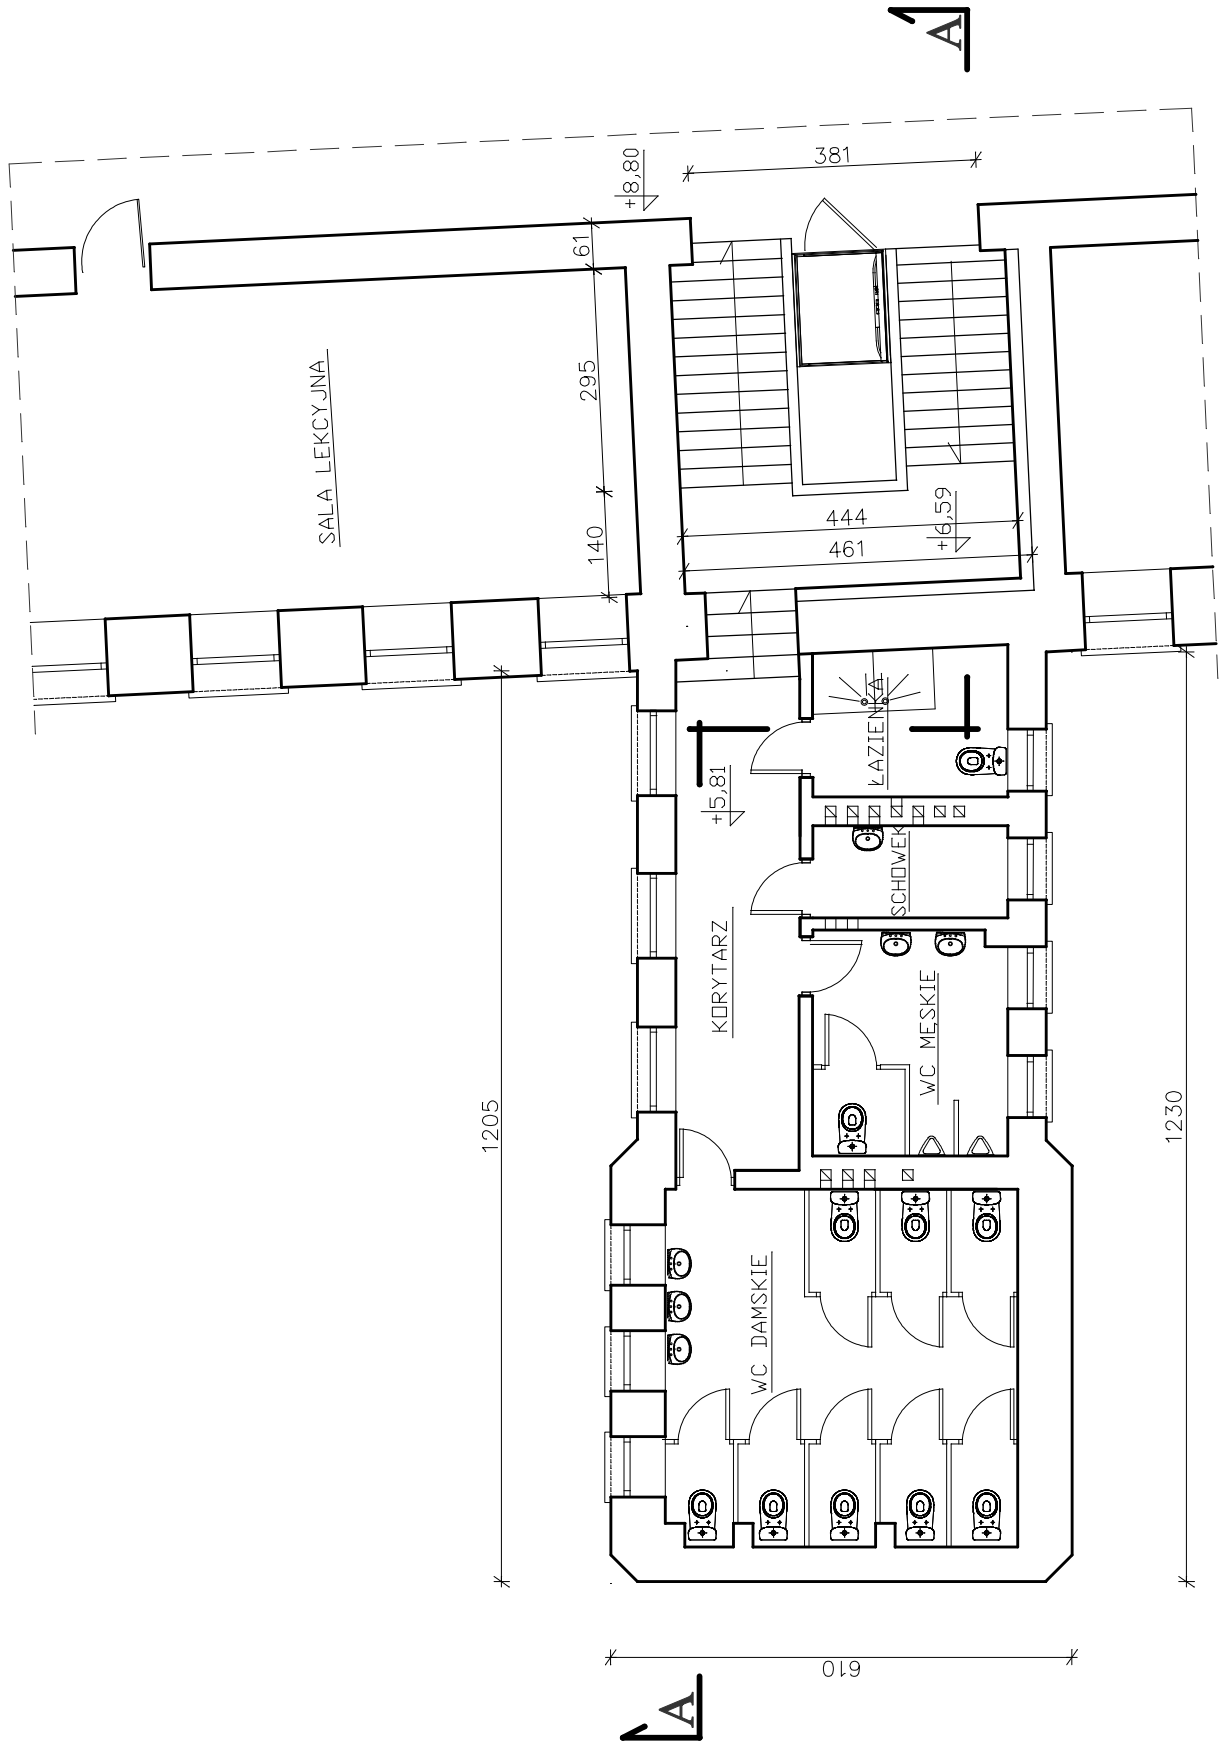 A
381
+8,80
61
295
SALA LEKCYJNA
140
444
461
+6,59
ŁAZIENKA
+5,81
SCHOWEK
KORYTARZ
WC MĘSKIE
1205
1230
WC DAMSKIE
610
A